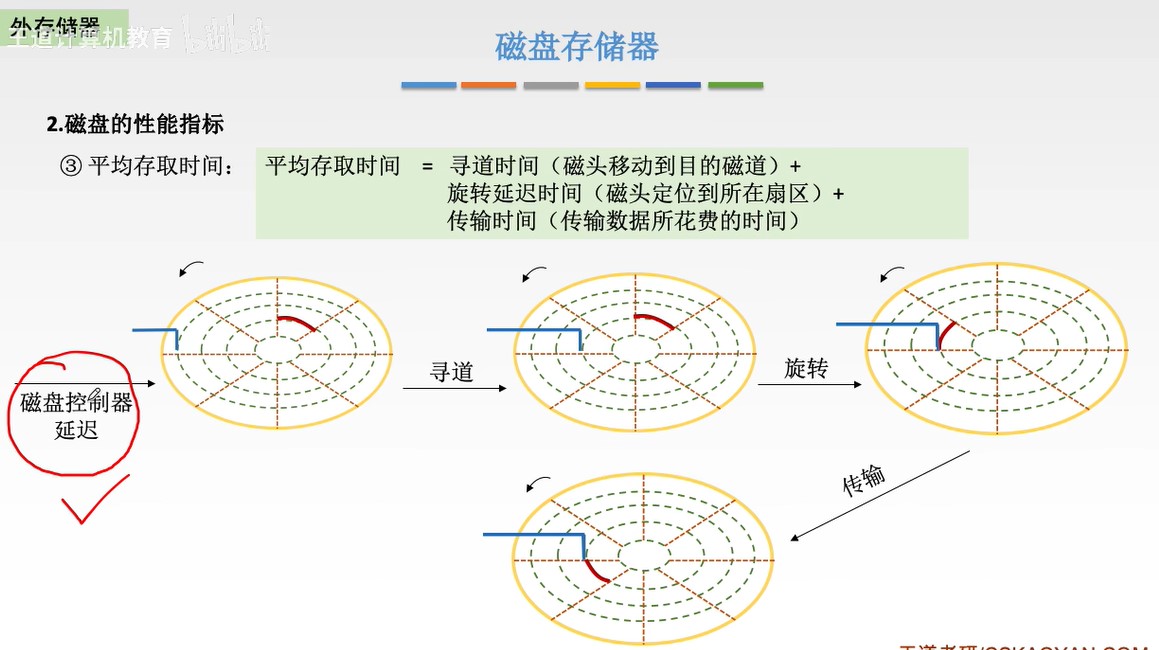 外存储器
王道计算机教育 bilibili
磁盘存储器
2.磁盘的性能指标
③ 平均存取时间：
平均存取时间 = 寻道时间（磁头移动到目的磁道）+
旋转延迟时间（磁头定位到所在扇区）+
传输时间（传输数据所花费的时间）
磁盘控制器
延迟
寻道
旋转
传输
王道考研/CSKAOYAN.COM